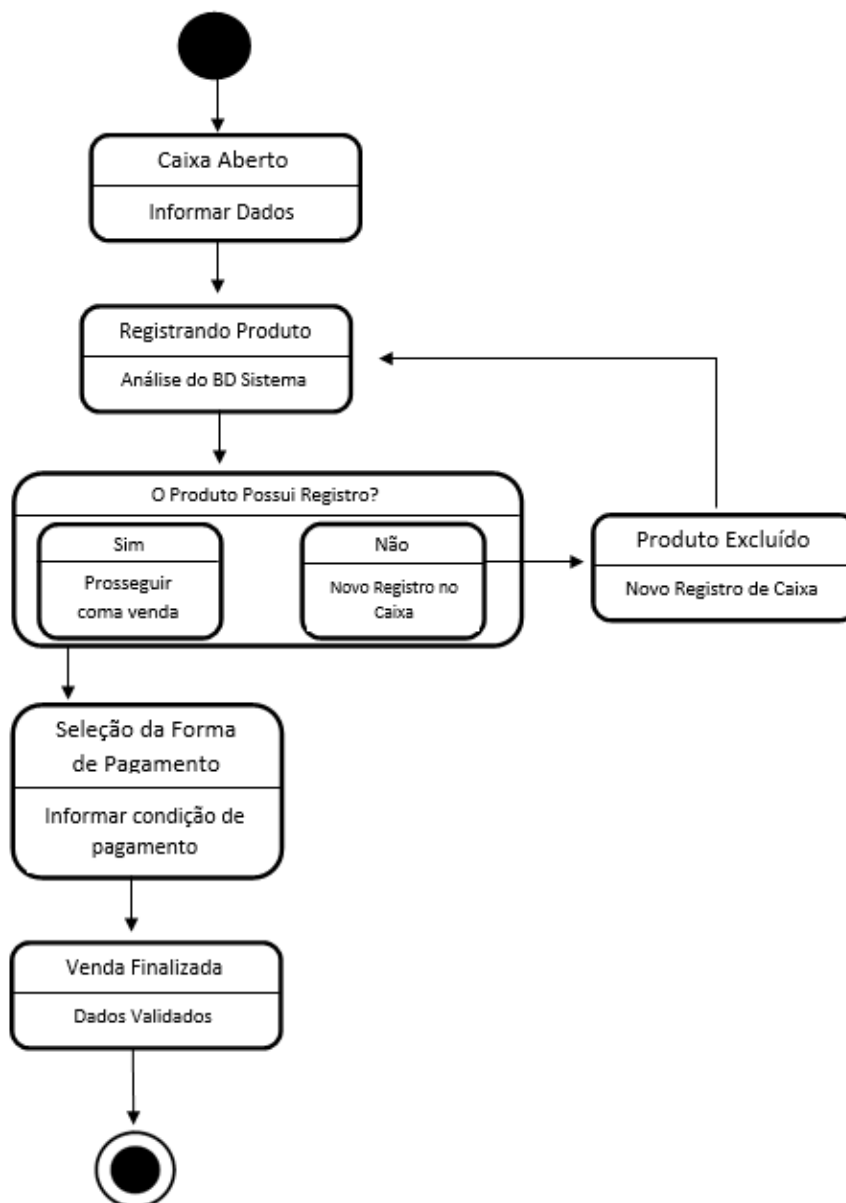 Caixa Aberto
Informar Dados
Registrando Produto
Análise do BD Sistema
O Produto Possui Registro?
Sim
Prosseguir
coma venda
Não
Novo Registro no
Caixa
Produto Excluído
Novo Registro de Caixa
Seleção da Forma
de Pagamento
Informar condição de
pagamento
Venda Finalizada
Dados Validados